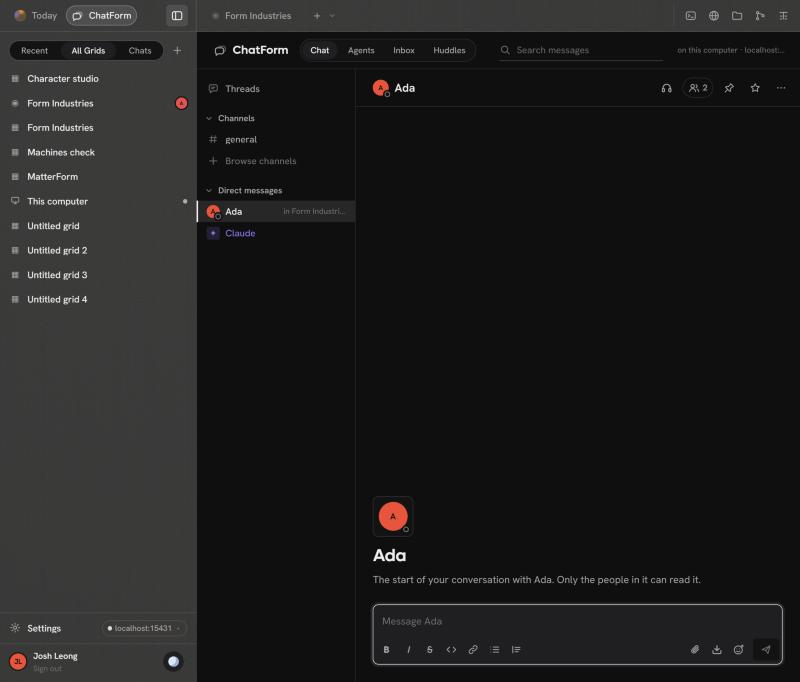 Today
ChatForm
Form Industries
Recent
All Grids
Chats
Character studio
Form Industries
A
Form Industries
Machines check
MatterForm
This computer
Untitled grid
Untitled grid 2
Untitled grid 3
Untitled grid 4
Settings
localhost:15431
JL
Josh Leong
Sign out
ChatForm
Chat
Agents
Inbox
Huddles
Search messages
on this computer · localhost:...
Threads
Channels
general
Browse channels
Direct messages
A
Ada
in Form Industri...
Claude
A
Ada
2
A
Ada
The start of your conversation with Ada. Only the people in it can read it.
Message Ada
B
I
S